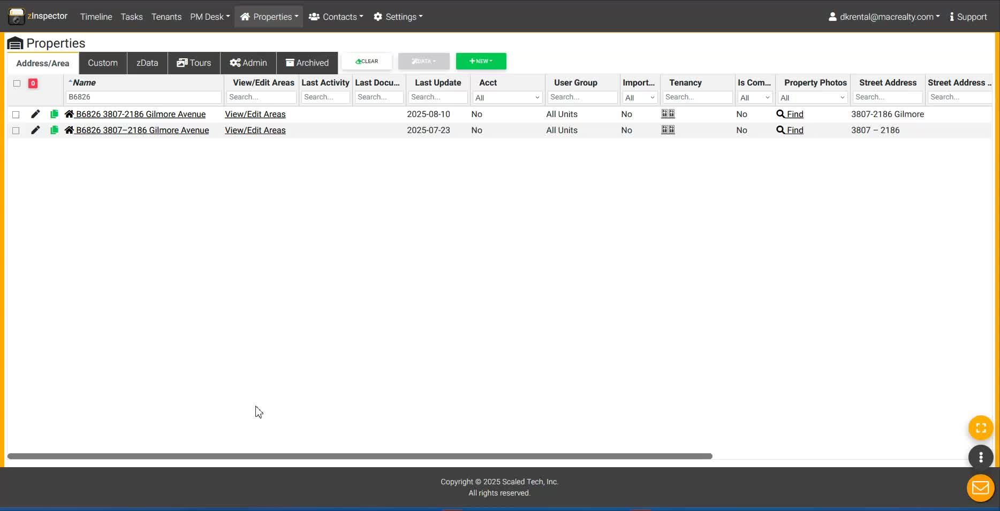 zInspector Timeline Tasks Tenants PM Desk Properties Contacts Settings dkrental@macrealty.com Support
Properties
Address/Area Custom zData Tours Admin Archived CLEAR DATA NEW
0 Name View/Edit Areas Last Activity Last Docu... Last Update Acct User Group Import... Tenancy Is Com... Property Photos Street Address Street Address ..
B6826 Search... Search... Search... Search... All Search... All Search... All All Search... Search...
B6826 3807-2186 Gilmore Avenue View/Edit Areas 2025-08-10 No All Units No No Find 3807-2186 Gilmore
B6826 3807–2186 Gilmore Avenue View/Edit Areas 2025-07-23 No All Units No No Find 3807 – 2186
Copyright © 2025 Scaled Tech, Inc.
All rights reserved.